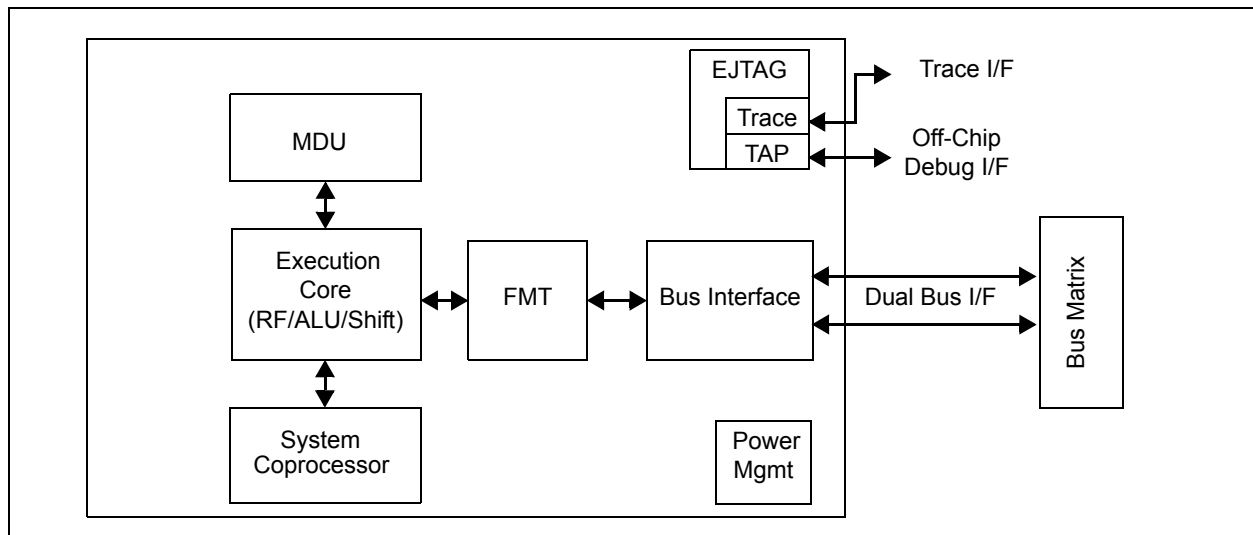 EJTAG
Trace
TAP
Trace I/F
Off-Chip
Debug I/F
MDU
Execution
Core
(RF/ALU/Shift)
FMT
Bus Interface
Dual Bus I/F
Bus Matrix
System
Coprocessor
Power
Mgmt